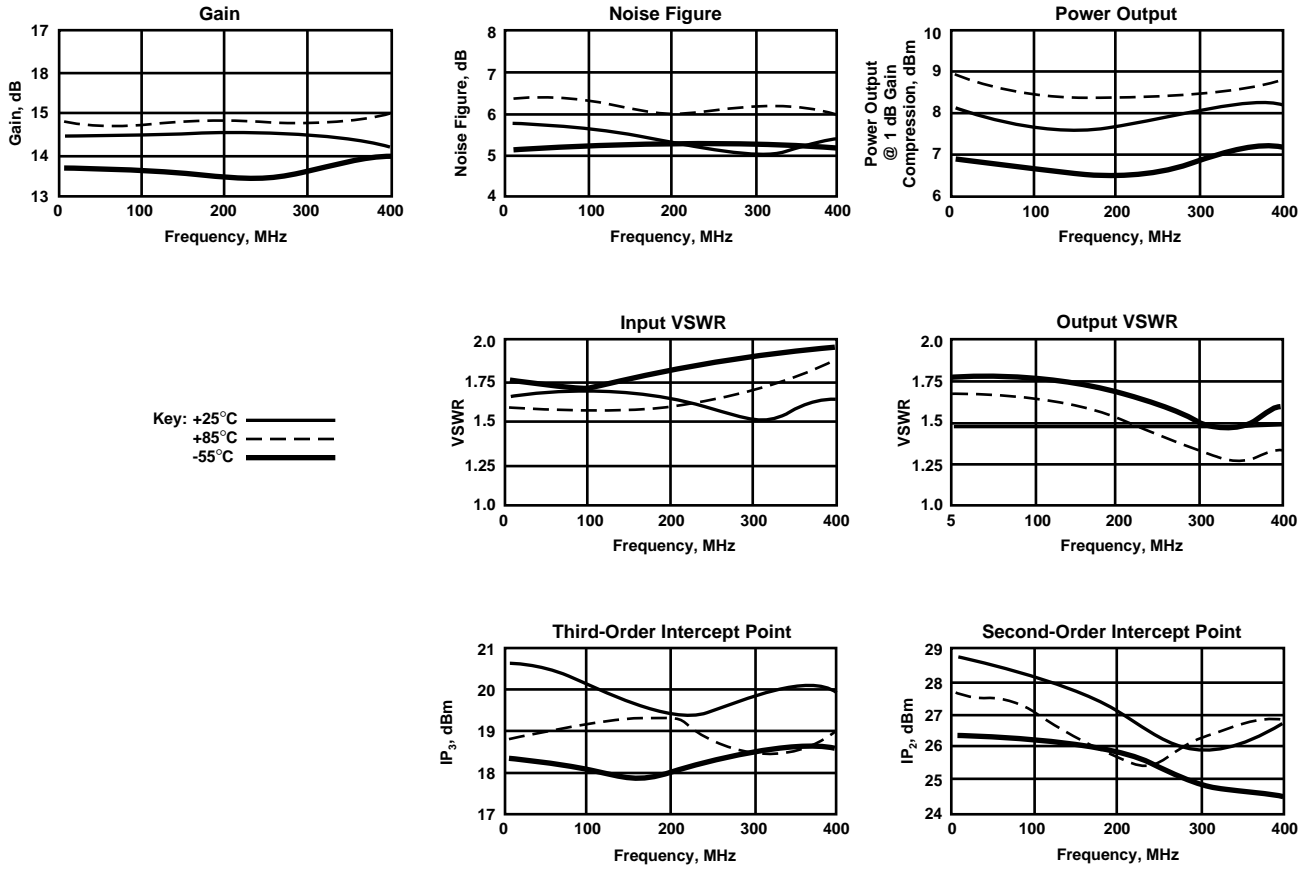 Gain
17
18
15
14
13
Gain, dB
0 100 200 300 400
Frequency, MHz
Noise Figure
8
7
6
5
4
Noise Figure, dB
0 100 200 300 400
Frequency, MHz
Power Output
10
9
8
7
6
Power Output
@ 1 dB Gain
Compression, dBm
0 100 200 300 400
Frequency, MHz
Key: +25°C
+85°C
-55°C
Input VSWR
2.0
1.75
1.5
1.25
1.0
VSWR
0 100 200 300 400
Frequency, MHz
Output VSWR
2.0
1.75
1.5
1.25
1.0
VSWR
5 100 200 300 400
Frequency, MHz
Third-Order Intercept Point
21
20
19
18
17
IP3, dBm
0 100 200 300 400
Frequency, MHz
Second-Order Intercept Point
29
28
27
26
25
24
IP2, dBm
0 100 200 300 400
Frequency, MHz